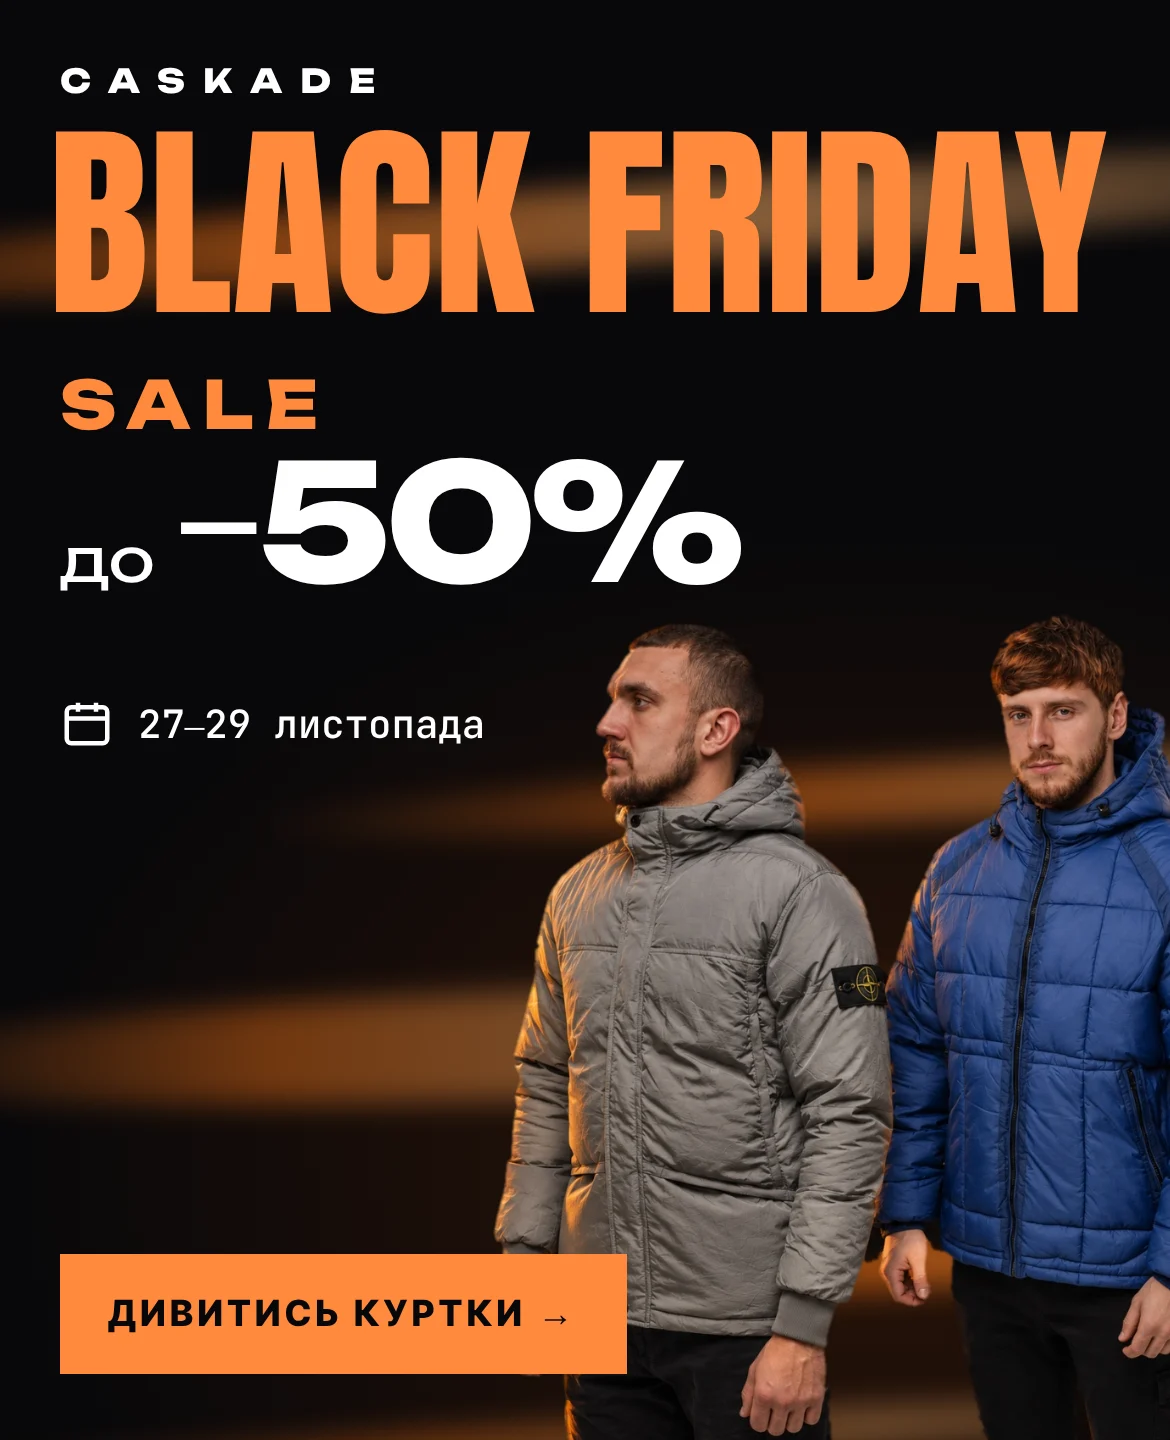 CASKADE
BLACK FRIDAY
SALE
до –50%
27–29 листопада
ДИВИТИСЬ КУРТКИ →